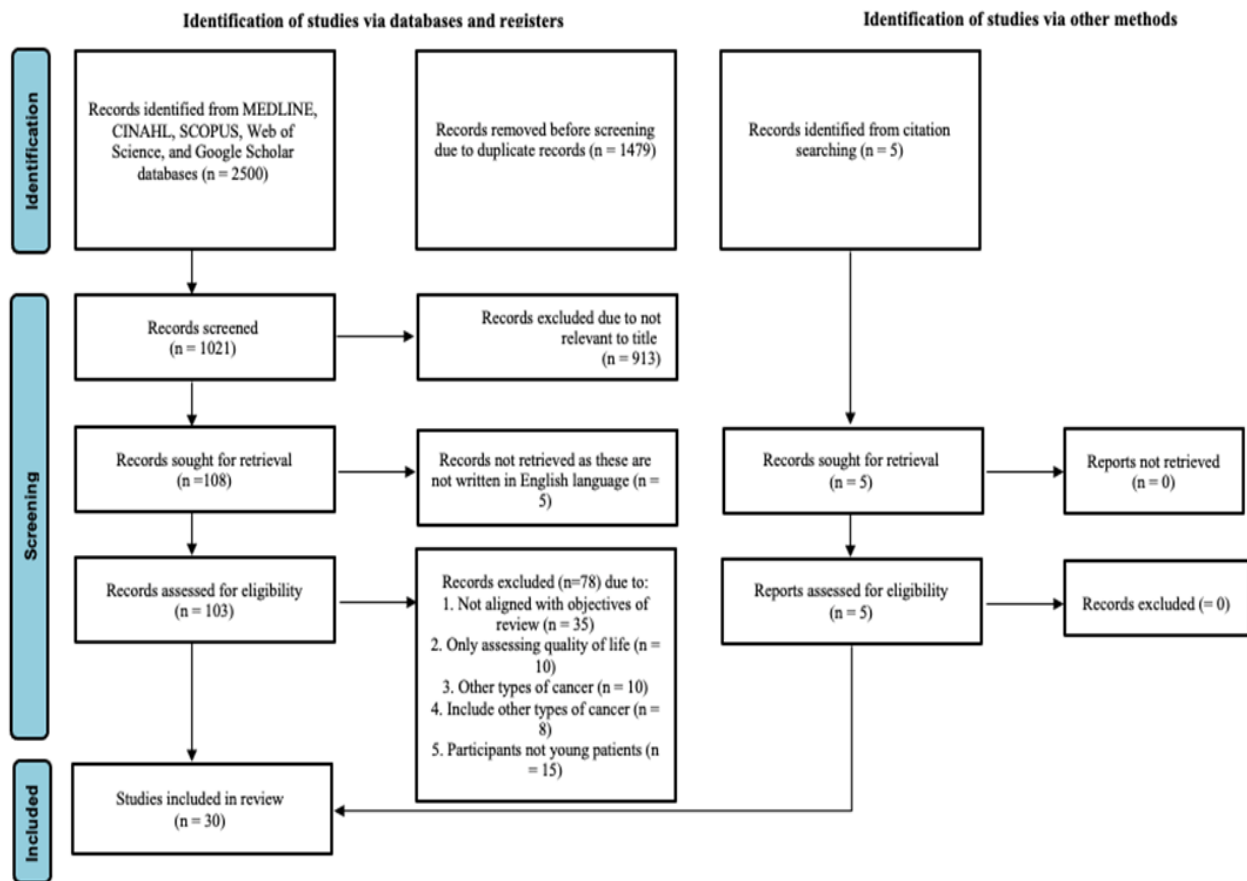 Identification of studies via databases and registers
Identification of studies via other methods
Identification
Records identified from MEDLINE,
CINAHL, SCOPUS, Web of
Science, and Google Scholar
databases (n = 2500)
Records removed before screening
due to duplicate records (n = 1479)
Records identified from citation
searching (n = 5)
Screening
Records screened
(n = 1021)
Records excluded due to not
relevant to title
(n = 913)
Records sought for retrieval
(n =108)
Records not retrieved as these are
not written in English language (n =
5)
Records sought for retrieval
(n = 5)
Reports not retrieved
(n = 0)
Records assessed for eligibility
(n = 103)
Records excluded (n=78) due to:
1. Not aligned with objectives of
review (n = 35)
2. Only assessing quality of life (n =
10)
3. Other types of cancer (n = 10)
4. Include other types of cancer (n =
8)
5. Participants not young patients (n
= 15)
Reports assessed for eligibility
(n = 5)
Records excluded (= 0)
Included
Studies included in review
(n = 30)